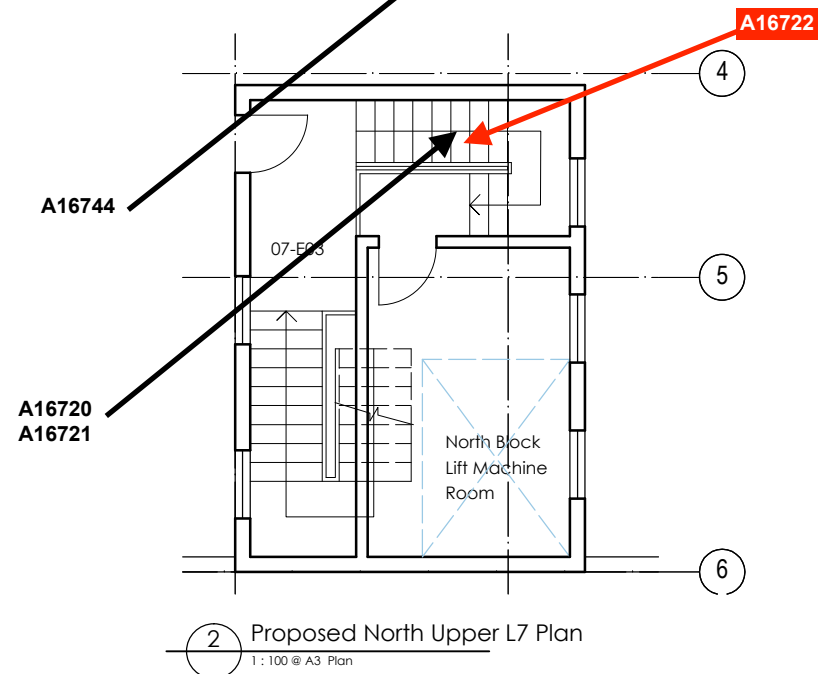 A16722
4
A16744
07-E03
5
A16720
A16721
North Block
Lift Machine
Room
6
2
Proposed North Upper L7 Plan
1 : 100 @ A3 Plan